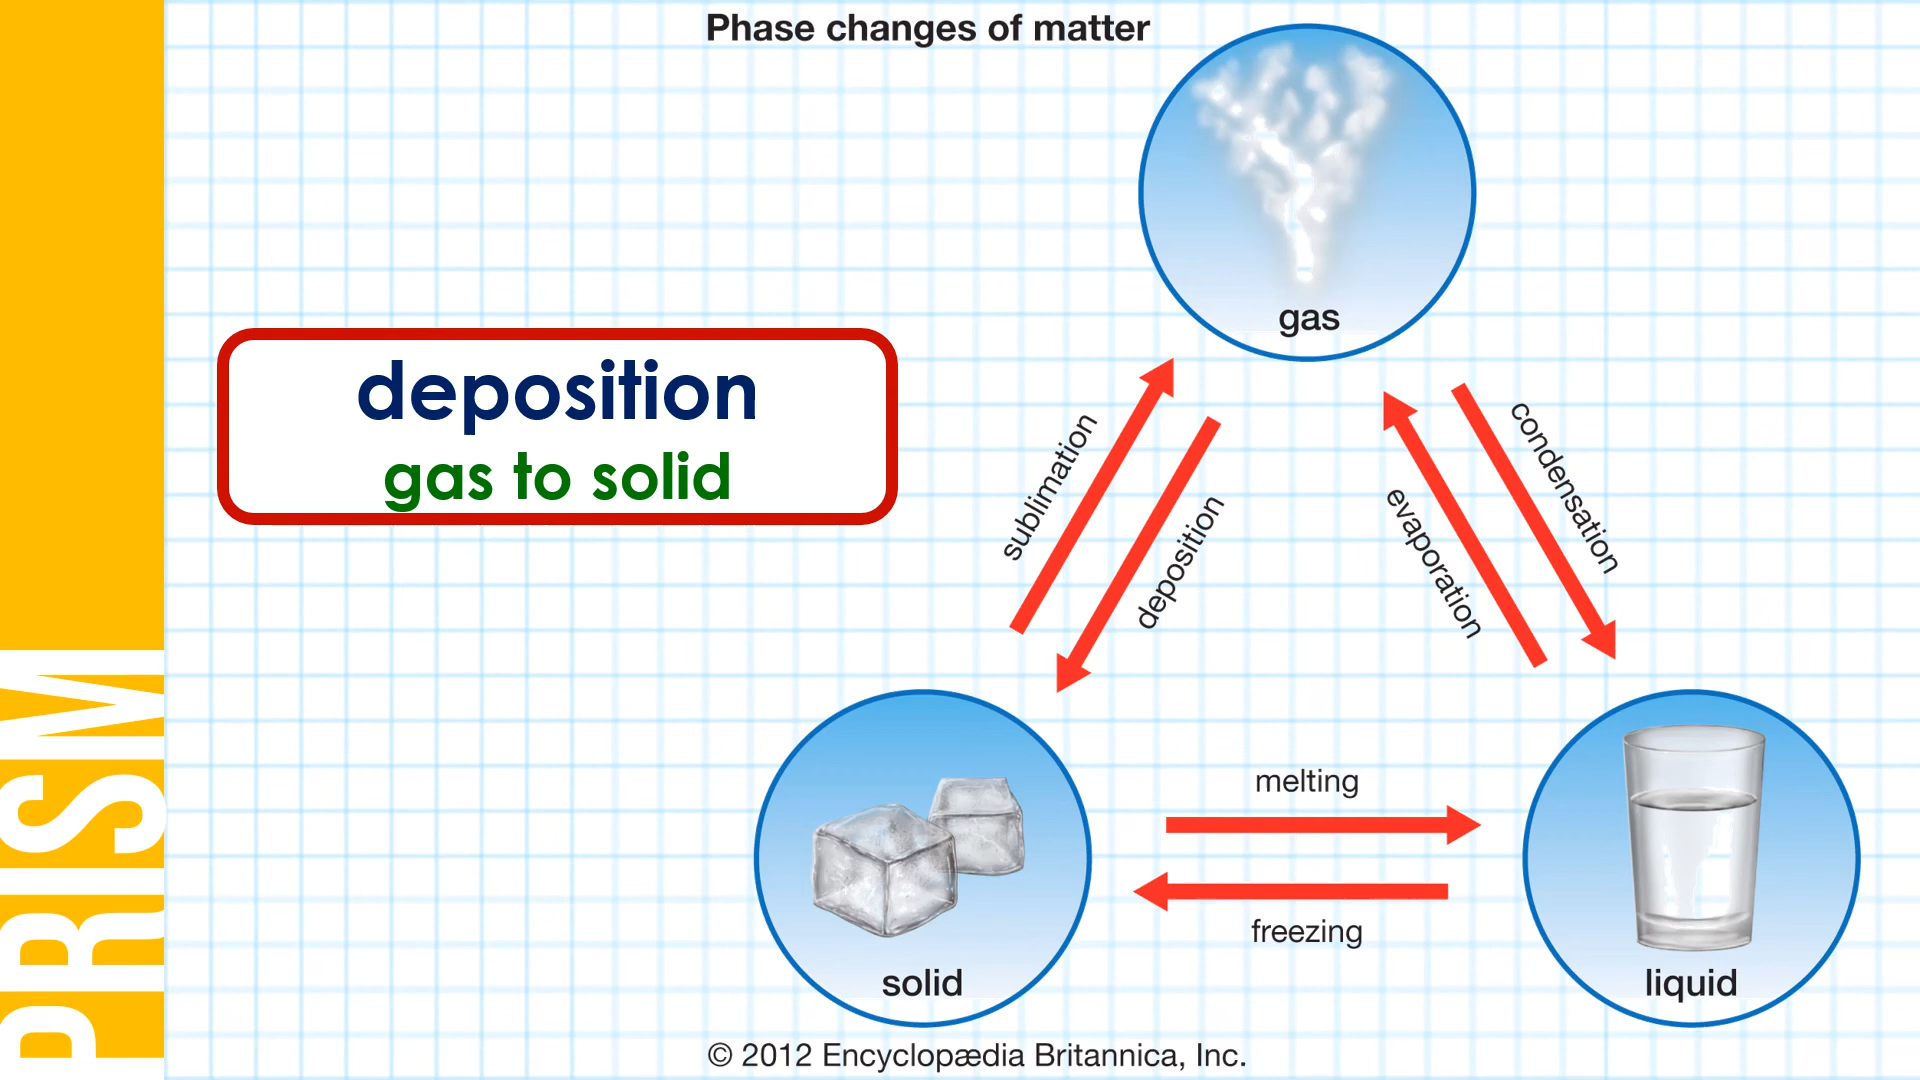 Phase changes of matter
gas
deposition
gas to solid
sublimation
deposition
evaporation
condensation
melting
freezing
solid
liquid
© 2012 Encyclopædia Britannica, Inc.
PRISM